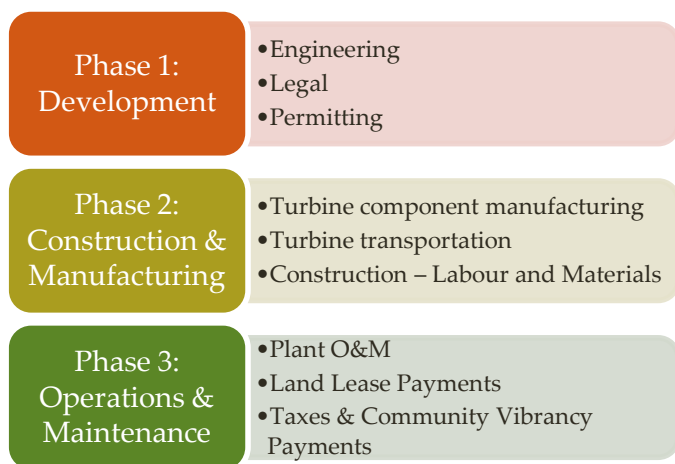 Phase 1:
Development
•Engineering
•Legal
•Permitting
Phase 2:
Construction &
Manufacturing
•Turbine component manufacturing
•Turbine transportation
•Construction – Labour and Materials
Phase 3:
Operations &
Maintenance
•Plant O&M
•Land Lease Payments
•Taxes & Community Vibrancy
Payments